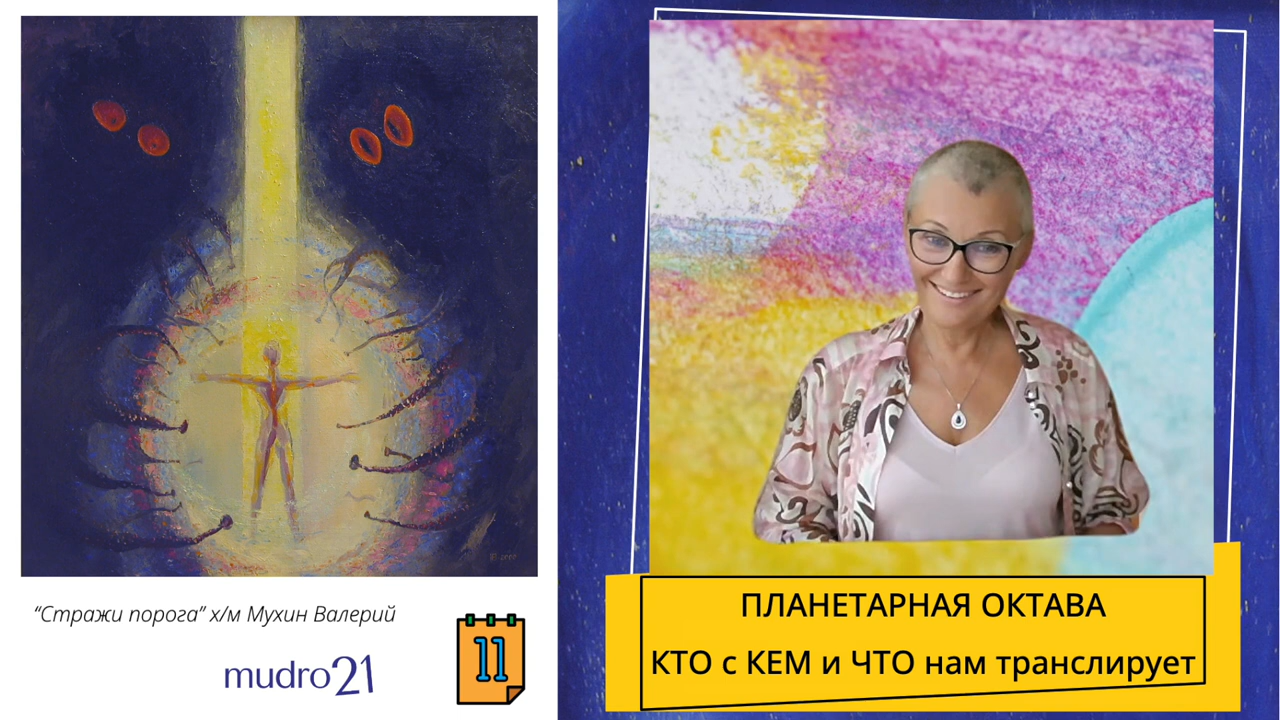 “Стражи порога” х/м Мухин Валерий
mudro21
11
ПЛАНЕТАРНАЯ ОКТАВА
КТО с КЕМ и ЧТО нам транслирует